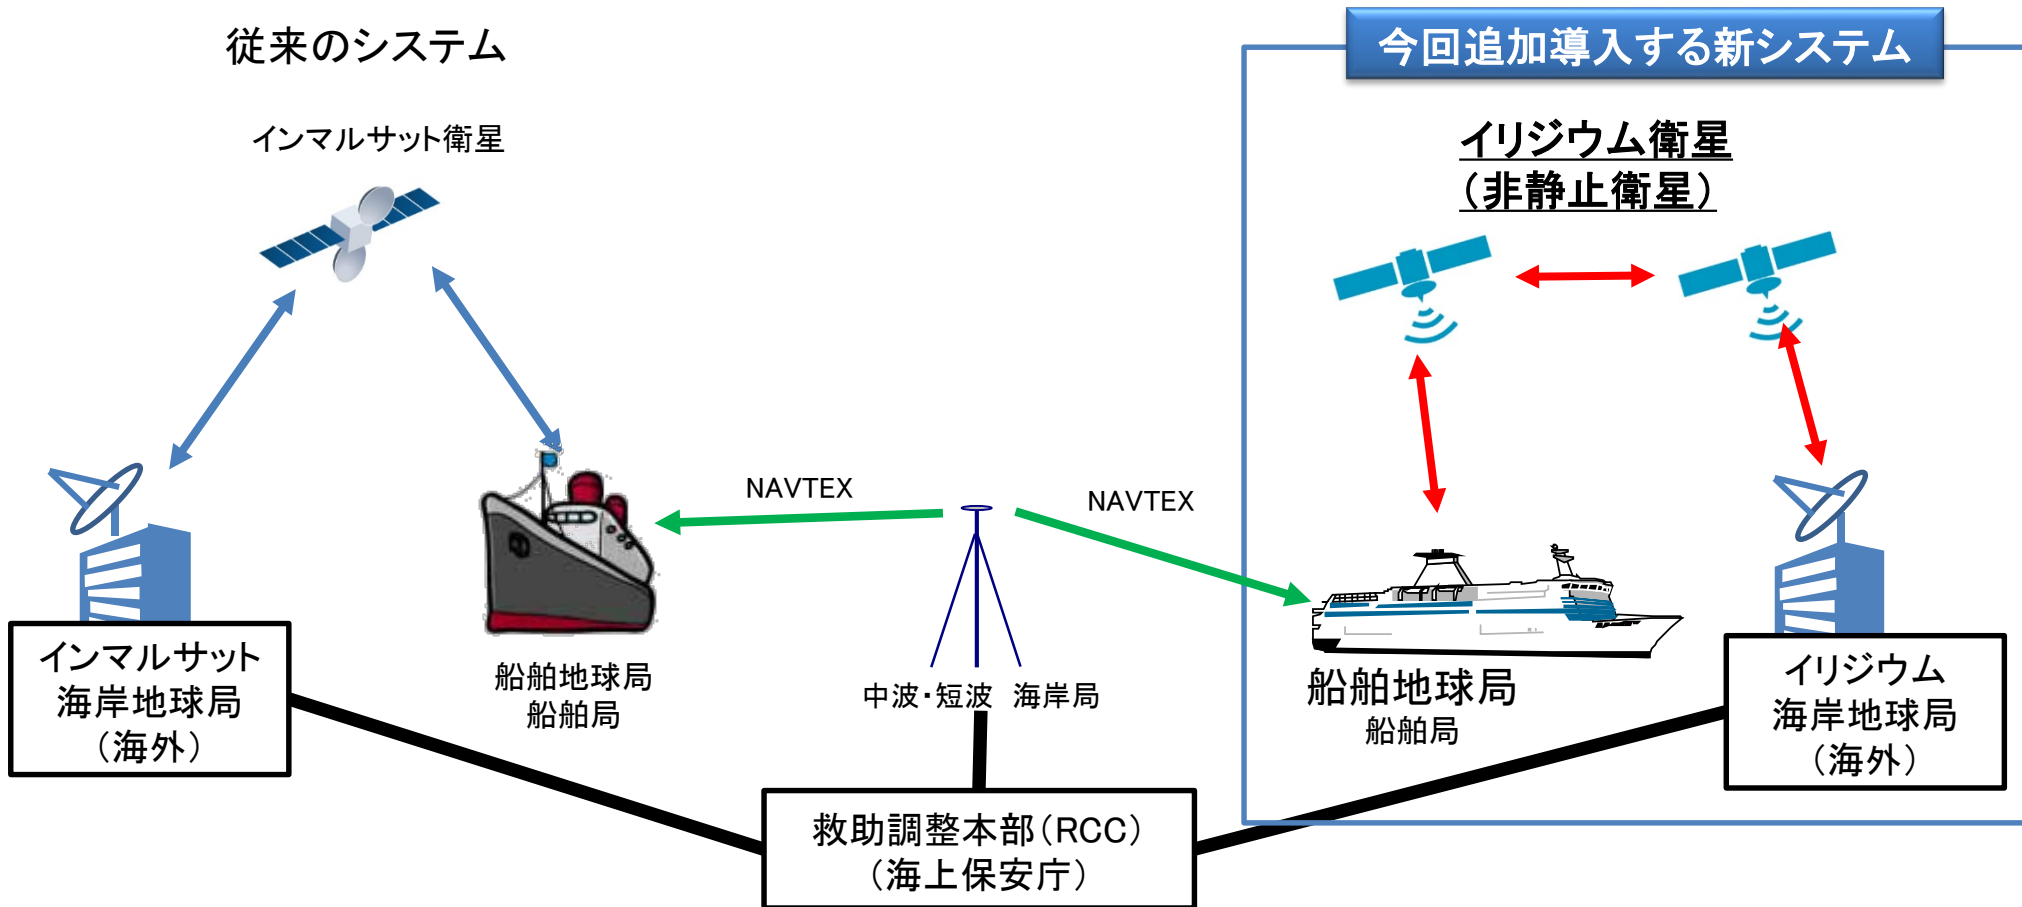 従来のシステム
今回追加導入する新システム
インマルサット衛星
イリジウム衛星
（非静止衛星）
NAVTEX
NAVTEX
インマルサット
海岸地球局
（海外）
船舶地球局
船舶局
中波・短波　海岸局
船舶地球局
船舶局
イリジウム
海岸地球局
（海外）
救助調整本部（RCC）
（海上保安庁）